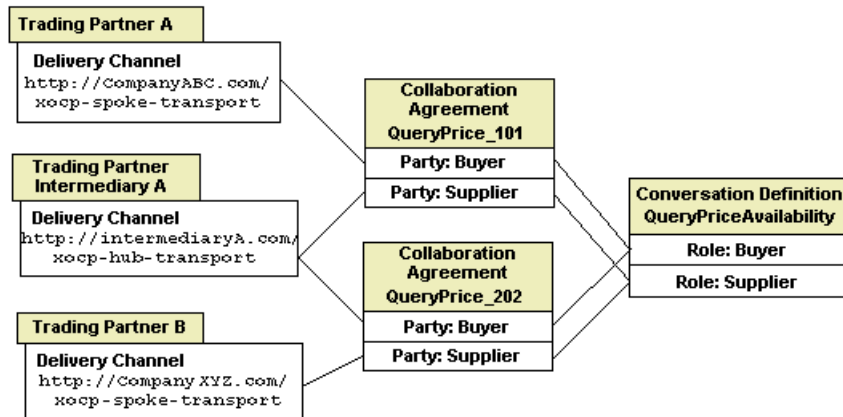 Trading Partner A
Delivery Channel
http://CompanyABC.com/
xocp-spoke-transport
Trading Partner
Intermediary A
Delivery Channel
http://intermediaryA.com/
xocp-hub-transport
Trading Partner B
Delivery Channel
http://CompanyXYZ.com/
xocp-spoke-transport
Collaboration
Agreement
QueryPrice_101
Party: Buyer
Party: Supplier
Collaboration
Agreement
QueryPrice_202
Party: Buyer
Party: Supplier
Conversation Definition
QueryPriceAvailability
Role: Buyer
Role: Supplier